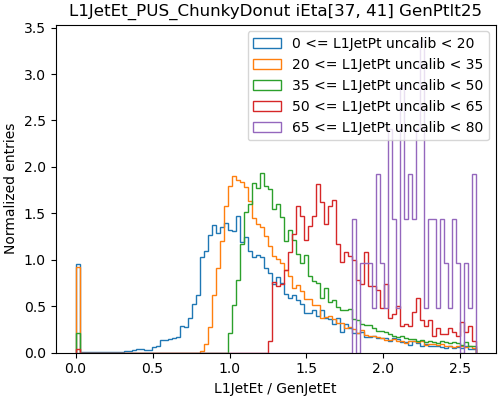 L1JetEt_PUS_ChunkyDonut iEta[37, 41] GenPtlt25
0 <= L1JetPt uncalib < 20
20 <= L1JetPt uncalib < 35
35 <= L1JetPt uncalib < 50
50 <= L1JetPt uncalib < 65
65 <= L1JetPt uncalib < 80
Normalized entries
3.5
3.0
2.5
2.0
1.5
1.0
0.5
0.0
0.0 0.5 1.0 1.5 2.0 2.5
L1JetEt / GenJetEt